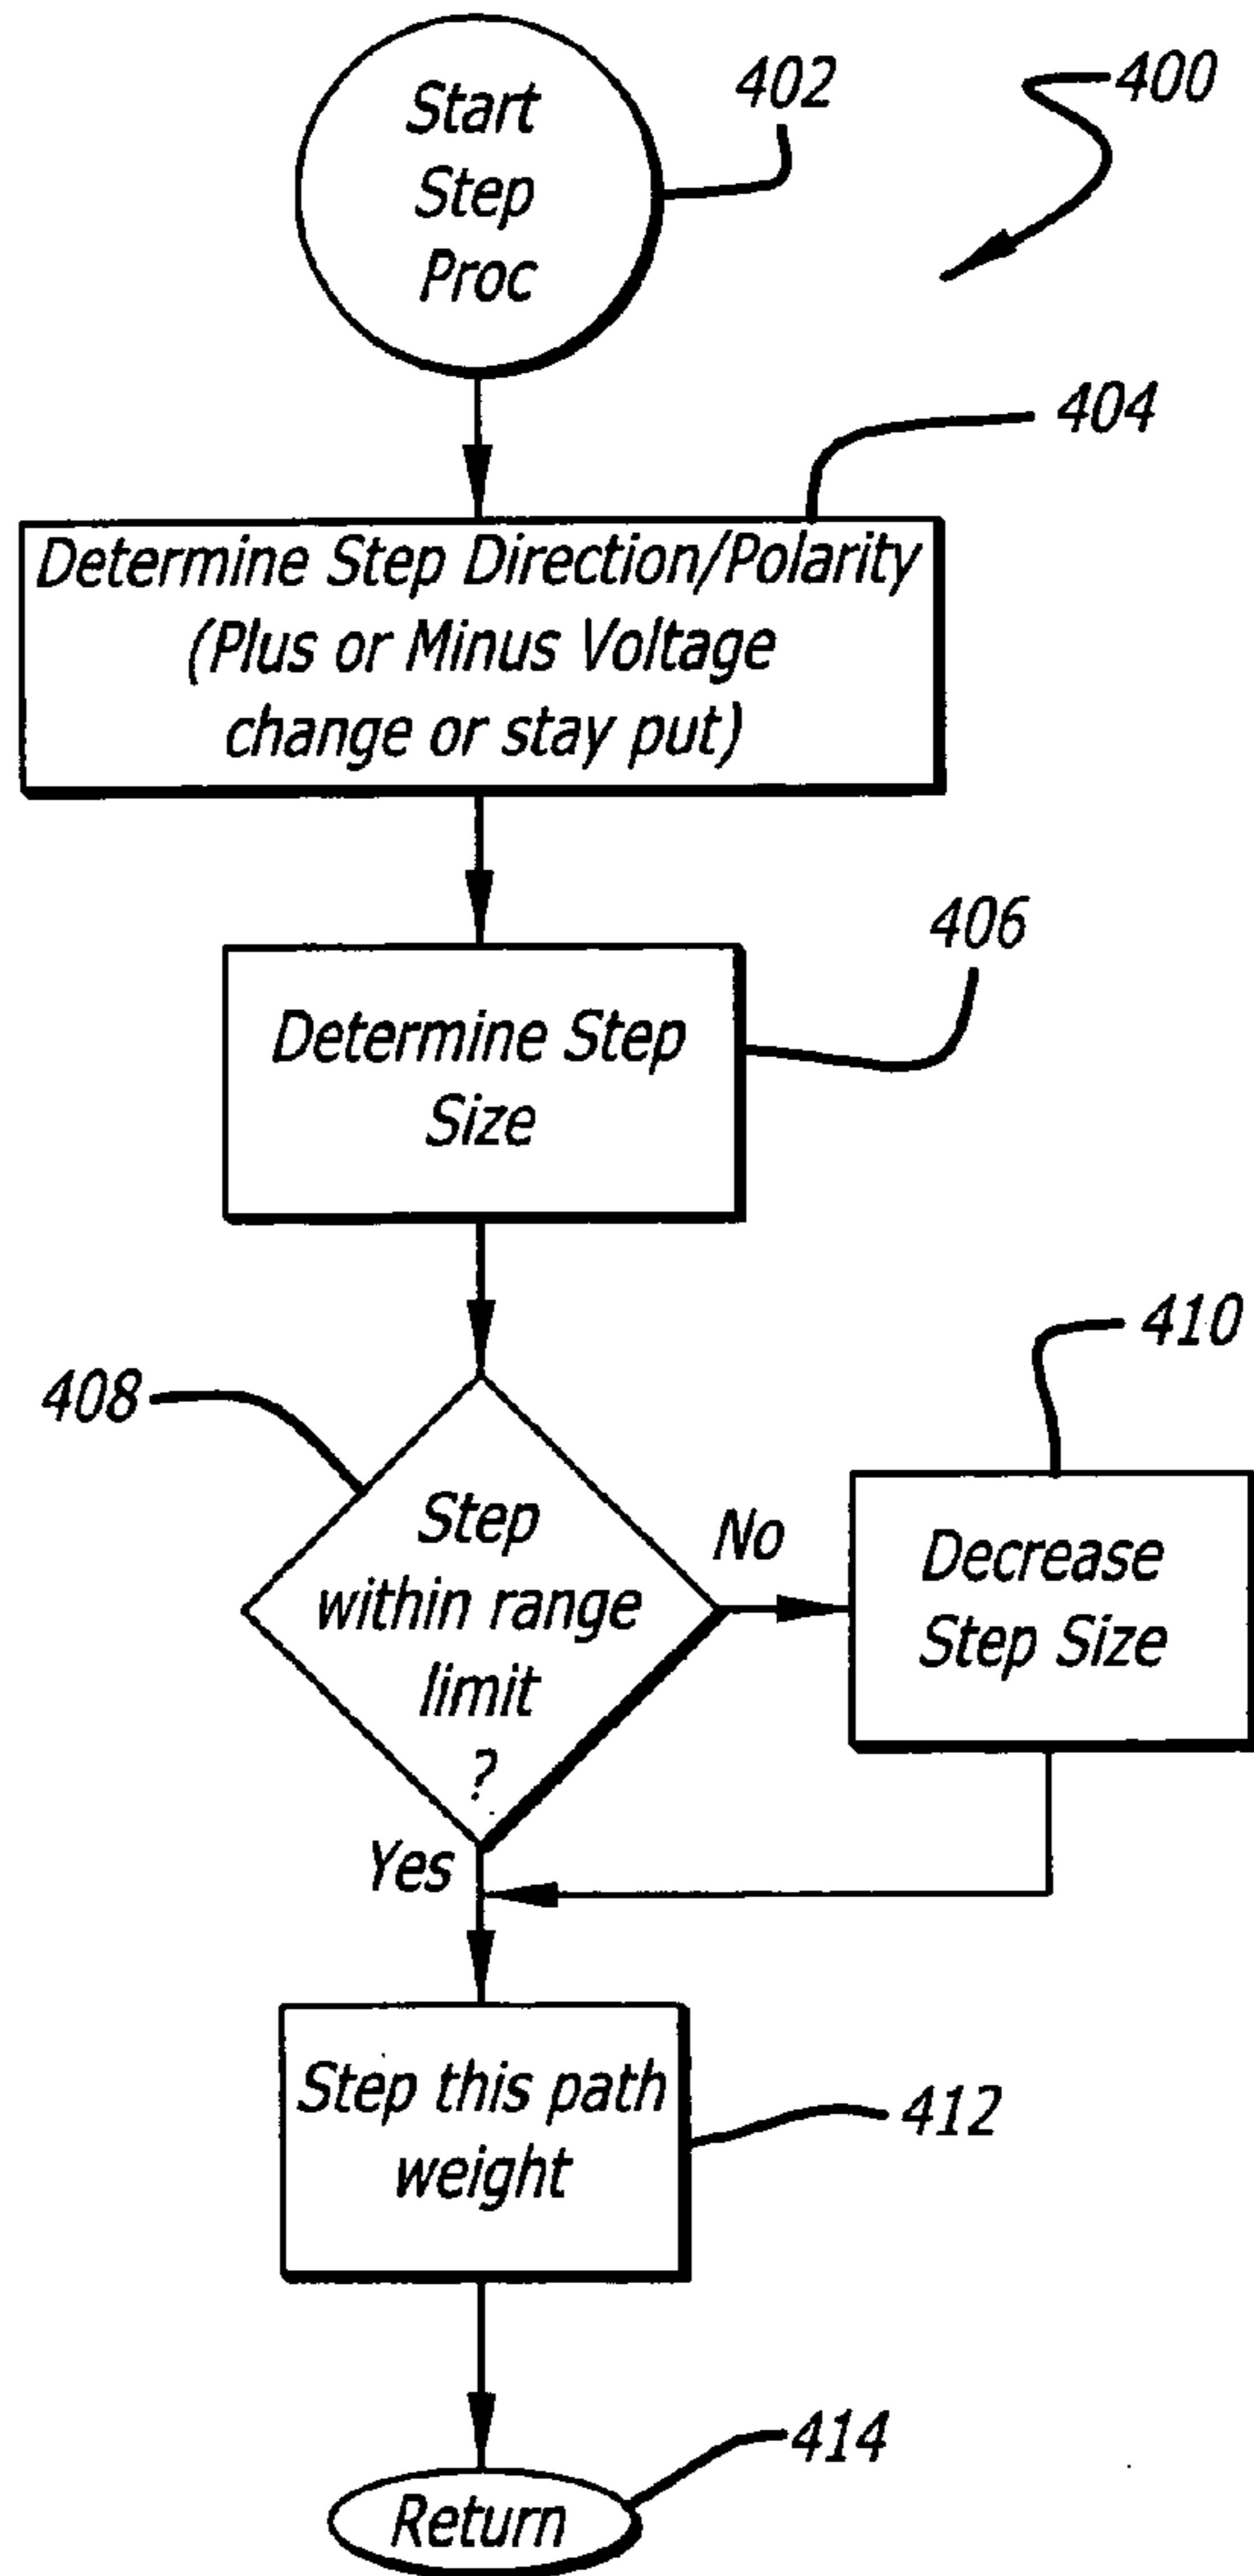 Start
Step
Proc
402
400
404
Determine Step Direction/Polarity
(Plus or Minus Voltage
change or stay put)
406
Determine Step
Size
408
410
Step
within range
limit
?
No
Decrease
Step Size
Yes
Step this path
weight
412
414
Return